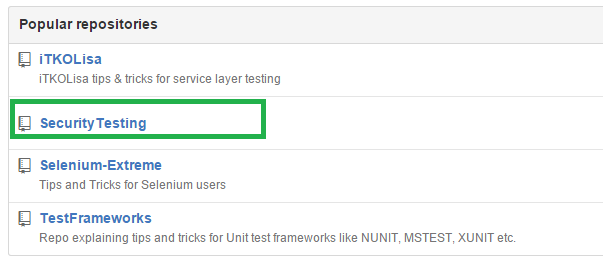 Popular repositories
iTKOLisa
iTKOLisa tips & tricks for service layer testing
SecurityTesting
Selenium-Extreme
Tips and Tricks for Selenium users
TestFrameworks
Repo explaining tips and tricks for Unit test frameworks like NUNIT, MSTEST, XUNIT etc.